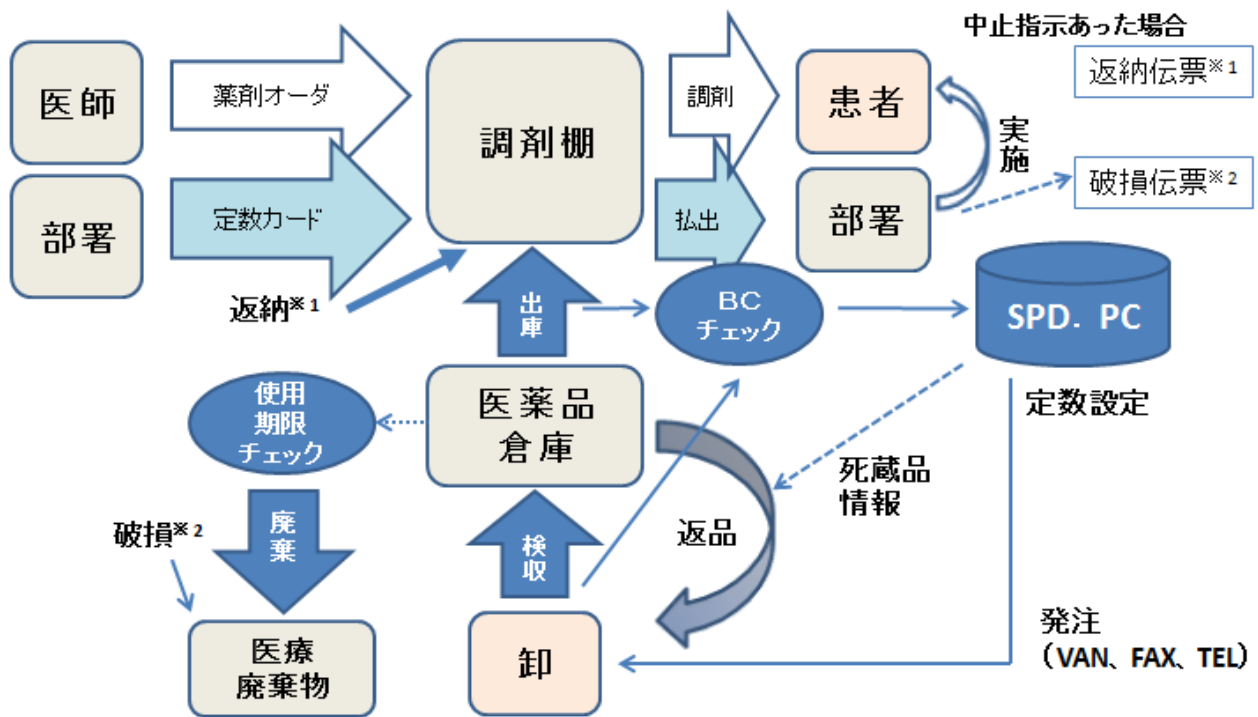 中止指示あった場合
医師
薬剤オーダ
調剤棚
調剤
患者
返納伝票※1
実施
部署
定数カード
払出
部署
破損伝票※2
返納※1
出庫
BC
チェック
SPD. PC
使用
期限
チェック
医薬品
倉庫
定数設定
死蔵品
情報
破損※2
廃棄
検収
返品
医療
廃棄物
卸
発注
（VAN、FAX、TEL）